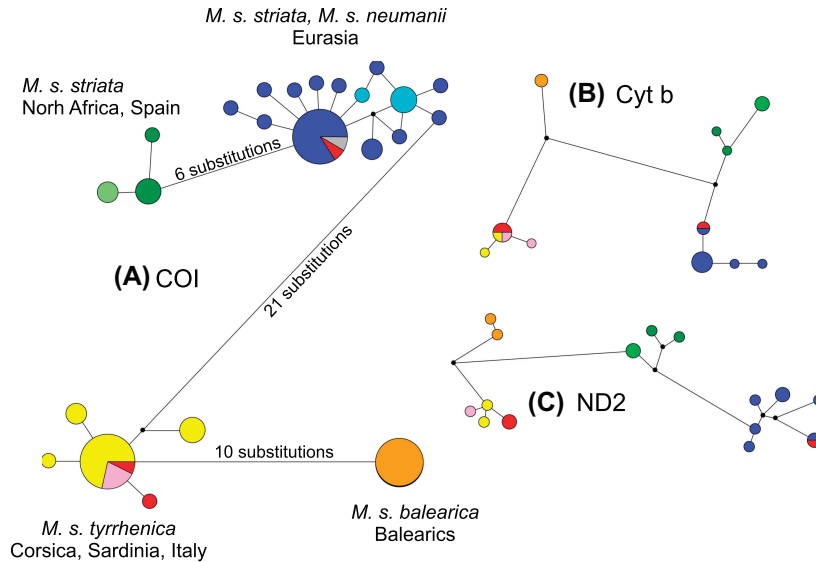 M. s. striata, M. s. neumanii
Eurasia
M. s. striata
Norh Africa, Spain
6 substitutions
(B) Cyt b
21 substitutions
(A) COI
(C) ND2
10 substitutions
M. s. tyrrhenica
Corsica, Sardinia, Italy
M. s. balearica
Balearics